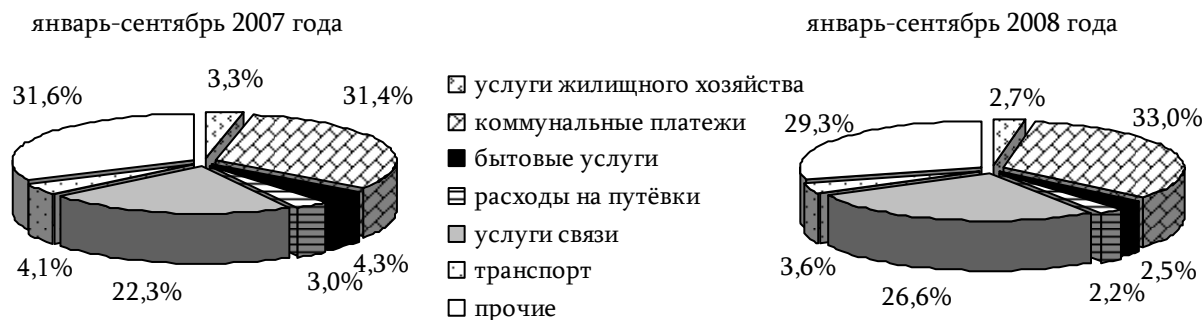 январь-сентябрь 2007 года
31,6%
3,3%
31,4%
4,1%
22,3%
3,0%
4,3%
услуги жилищного хозяйства
коммунальные платежи
бытовые услуги
расходы на путёвки
услуги связи
транспорт
прочие
январь-сентябрь 2008 года
29,3%
2,7%
33,0%
3,6%
26,6%
2,2%
2,5%